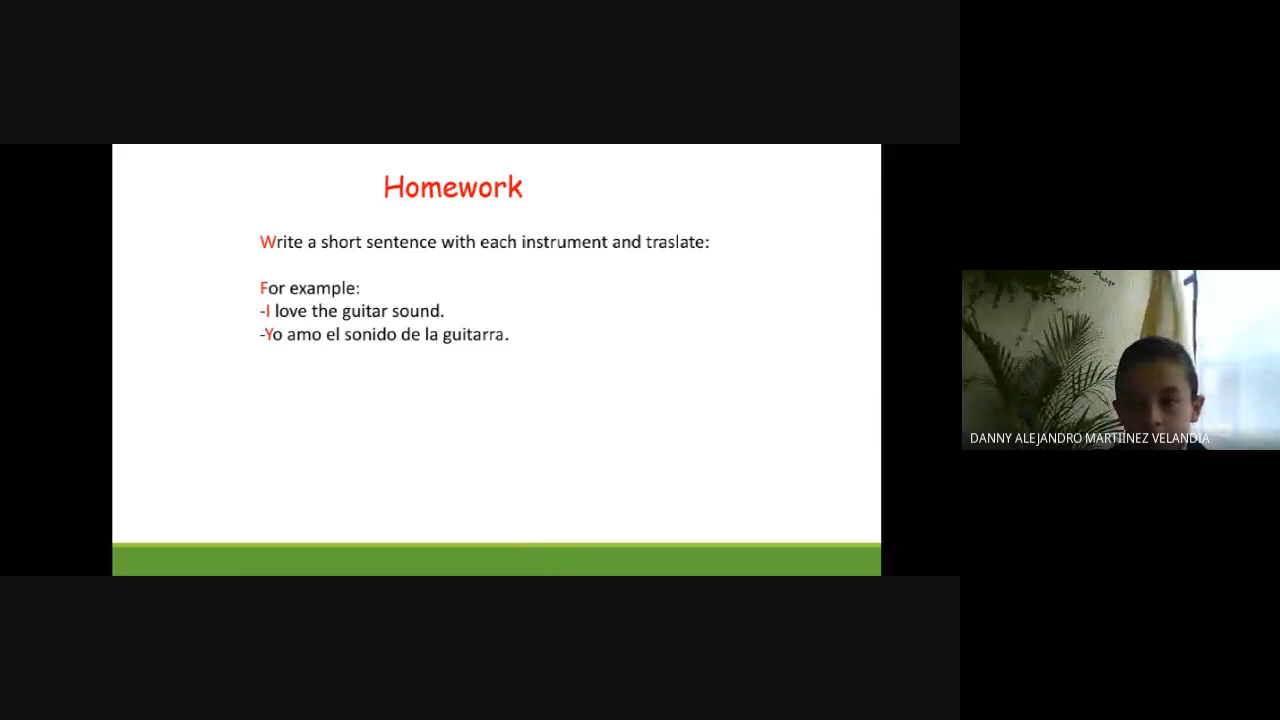 Homework
Write a short sentence with each instrument and traslate:
For example:
-I love the guitar sound.
-Yo amo el sonido de la guitarra.
DANNY ALEJANDRO MARTIÍNEZ VELANDIA